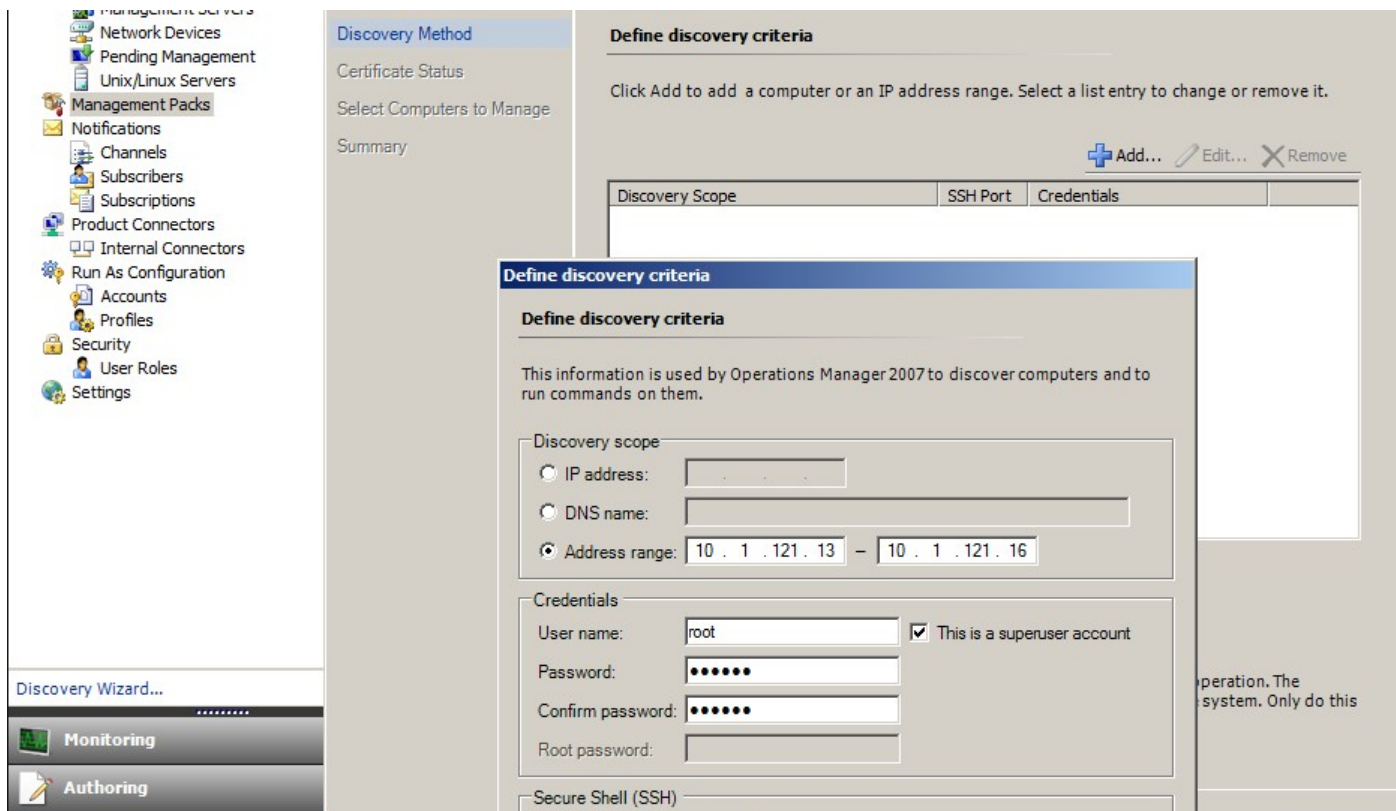 Management Servers
Network Devices
Pending Management
Unix/Linux Servers
Management Packs
Notifications
Channels
Subscribers
Subscriptions
Product Connectors
Internal Connectors
Run As Configuration
Accounts
Profiles
Security
User Roles
Settings
Discovery Wizard...
Monitoring
Authoring
Discovery Method
Certificate Status
Select Computers to Manage
Summary
Define discovery criteria
Click Add to add a computer or an IP address range. Select a list entry to change or remove it.
Add... Edit... Remove
Discovery Scope SSH Port Credentials
Define discovery criteria
Define discovery criteria
This information is used by Operations Manager 2007 to discover computers and to
run commands on them.
Discovery scope
IP address: . . .
DNS name:
Address range: 10 . 1 . 121 . 13 – 10 . 1 . 121 . 16
Credentials
User name: root This is a superuser account
Password: ●●●●●●
Confirm password: ●●●●●●
Root password:
Secure Shell (SSH)
operation. The
system. Only do this